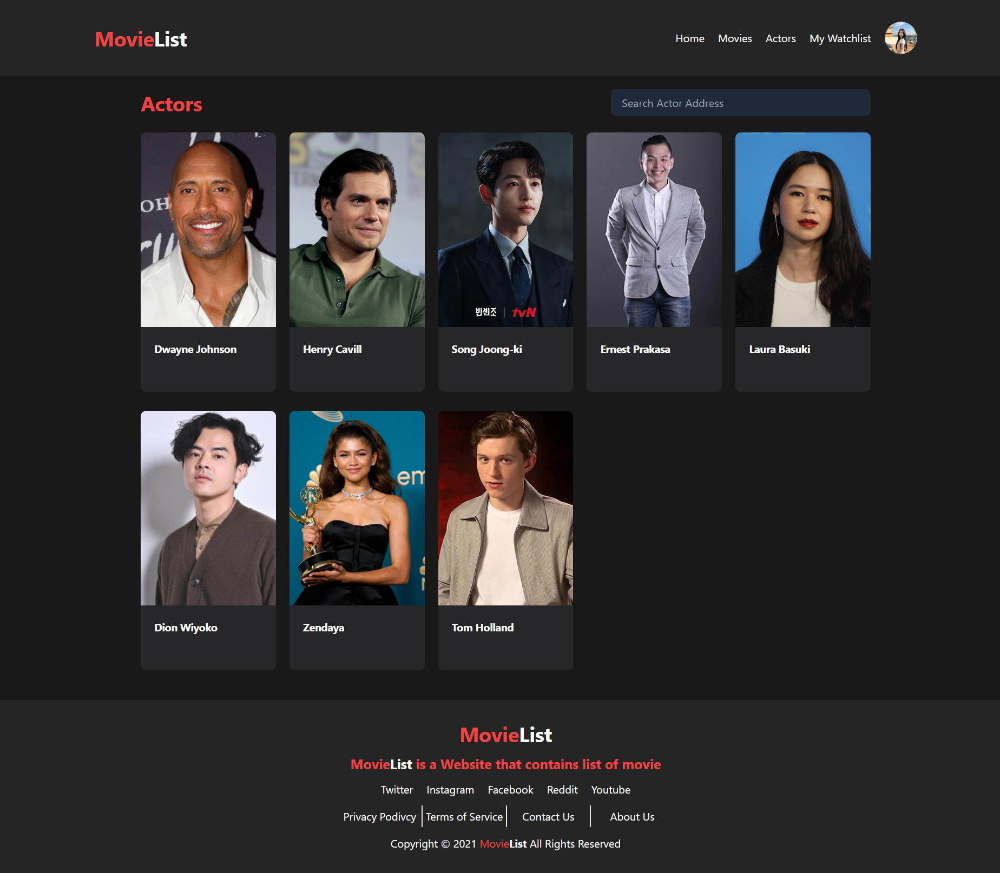 MovieList
Home Movies Actors My Watchlist
Actors
Search Actor Address
OH
빈센조 | tvN
Dwayne Johnson
Henry Cavill
Song Joong-ki
Ernest Prakasa
Laura Basuki
em
Dion Wiyoko
Zendaya
Tom Holland
MovieList
MovieList is a Website that contains list of movie
Twitter Instagram Facebook Reddit Youtube
Privacy Podivcy | Terms of Service | Contact Us | About Us
Copyright © 2021 MovieList All Rights Reserved